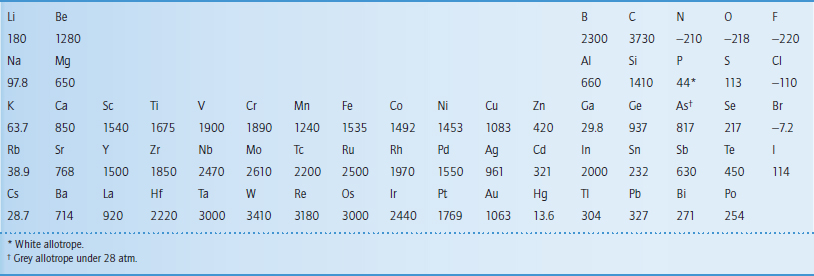 Li Be B C N O F
180 1280 2300 3730 –210 –218 –220
Na Mg Al Si P S Cl
97.8 650 660 1410 44* 113 –110
K Ca Sc Ti V Cr Mn Fe Co Ni Cu Zn Ga Ge As† Se Br
63.7 850 1540 1675 1900 1890 1240 1535 1492 1453 1083 420 29.8 937 817 217 –7.2
Rb Sr Y Zr Nb Mo Tc Ru Rh Pd Ag Cd In Sn Sb Te I
38.9 768 1500 1850 2470 2610 2200 2500 1970 1550 961 321 2000 232 630 450 114
Cs Ba La Hf Ta W Re Os Ir Pt Au Hg Tl Pb Bi Po
28.7 714 920 2220 3000 3410 3180 3000 2440 1769 1063 13.6 304 327 271 254
* White allotrope.
† Grey allotrope under 28 atm.